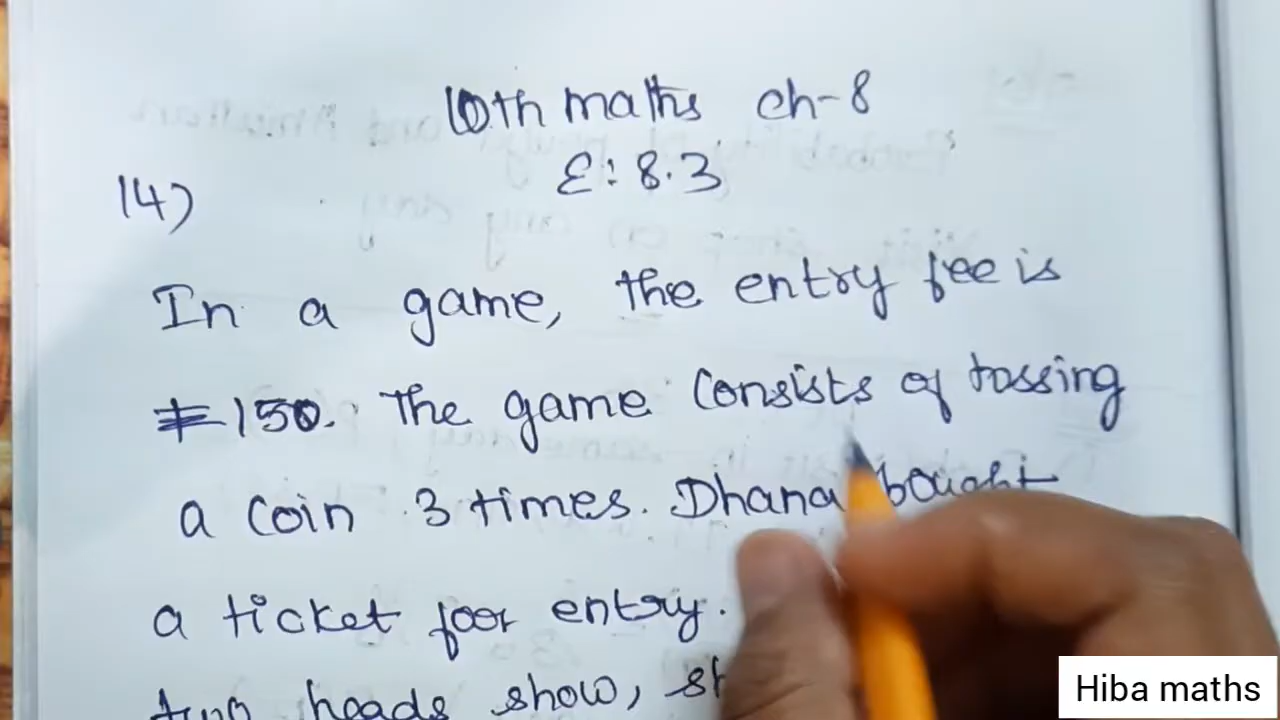 10th maths ch-8
E: 8.3
14)
In a game, the entry fee is
₹150. The game consists of tossing
a coin 3 times. Dhana bought
a ticket foor entry.
two heads show,
Hiba maths